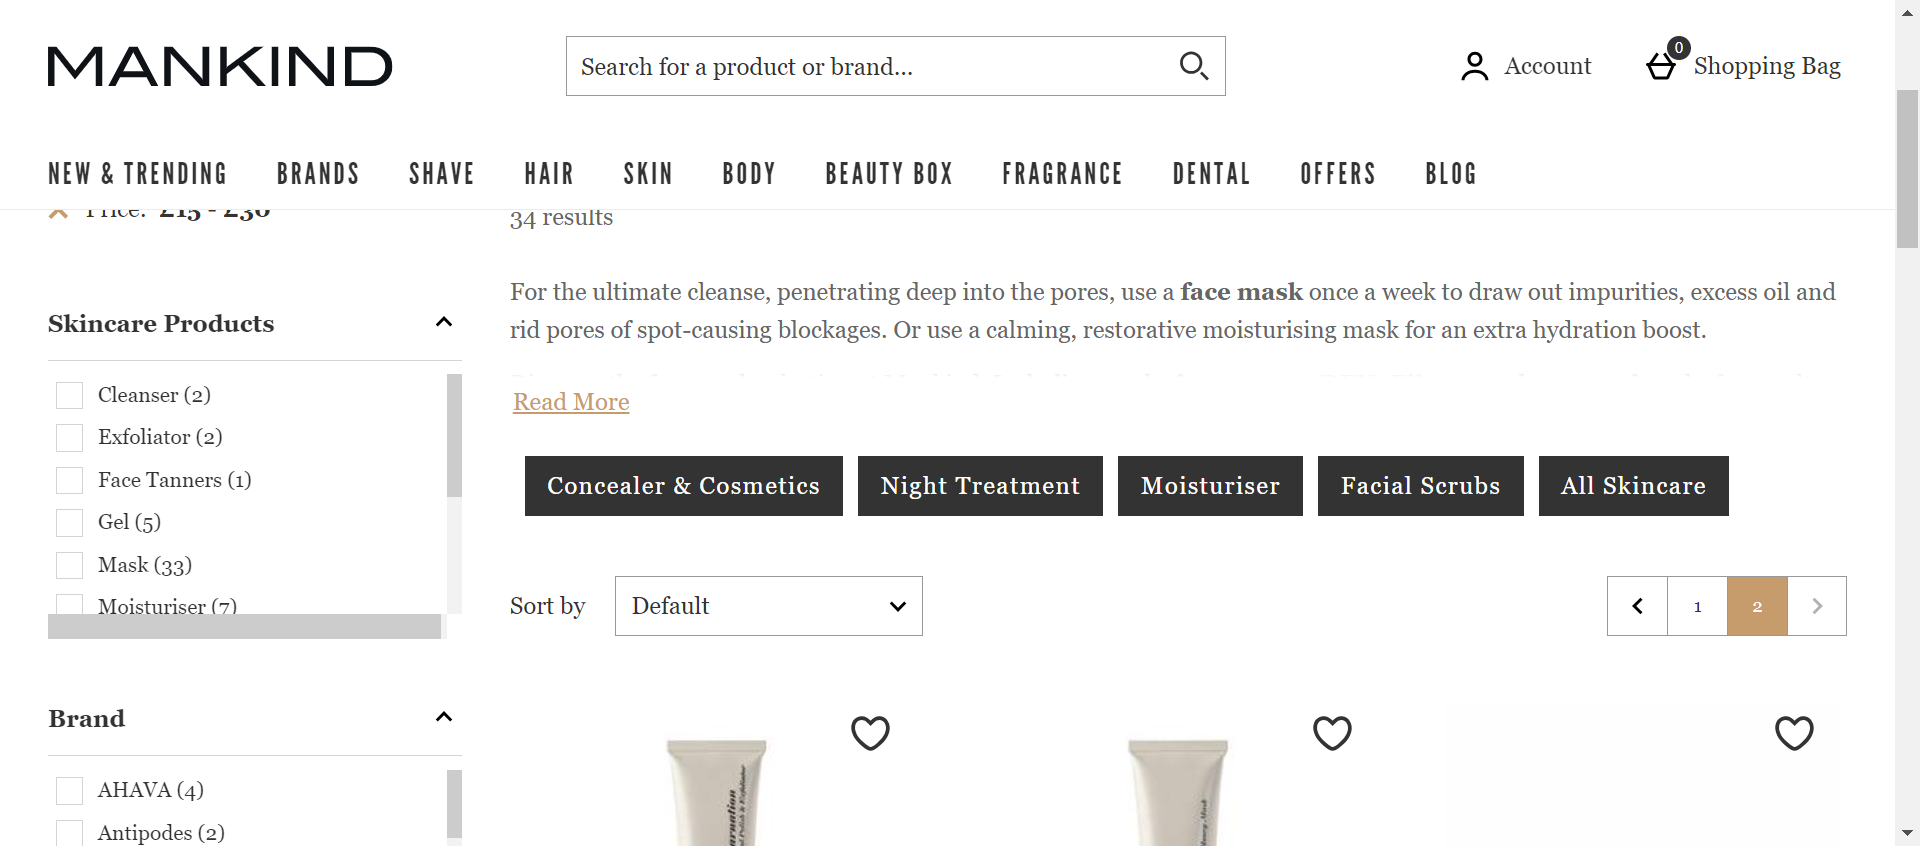 MANKIND
Search for a product or brand...
Account
0
Shopping Bag
NEW & TRENDING
BRANDS
SHAVE
HAIR
SKIN
BODY
BEAUTY BOX
FRAGRANCE
DENTAL
OFFERS
BLOG
Price: £15 - £30
34 results
For the ultimate cleanse, penetrating deep into the pores, use a face mask once a week to draw out impurities, excess oil and
rid pores of spot-causing blockages. Or use a calming, restorative moisturising mask for an extra hydration boost.
Read More
Skincare Products
Cleanser (2)
Exfoliator (2)
Face Tanners (1)
Gel (5)
Mask (33)
Moisturiser (7)
Concealer & Cosmetics
Night Treatment
Moisturiser
Facial Scrubs
All Skincare
Sort by
Default
1
2
Brand
AHAVA (4)
Antipodes (2)